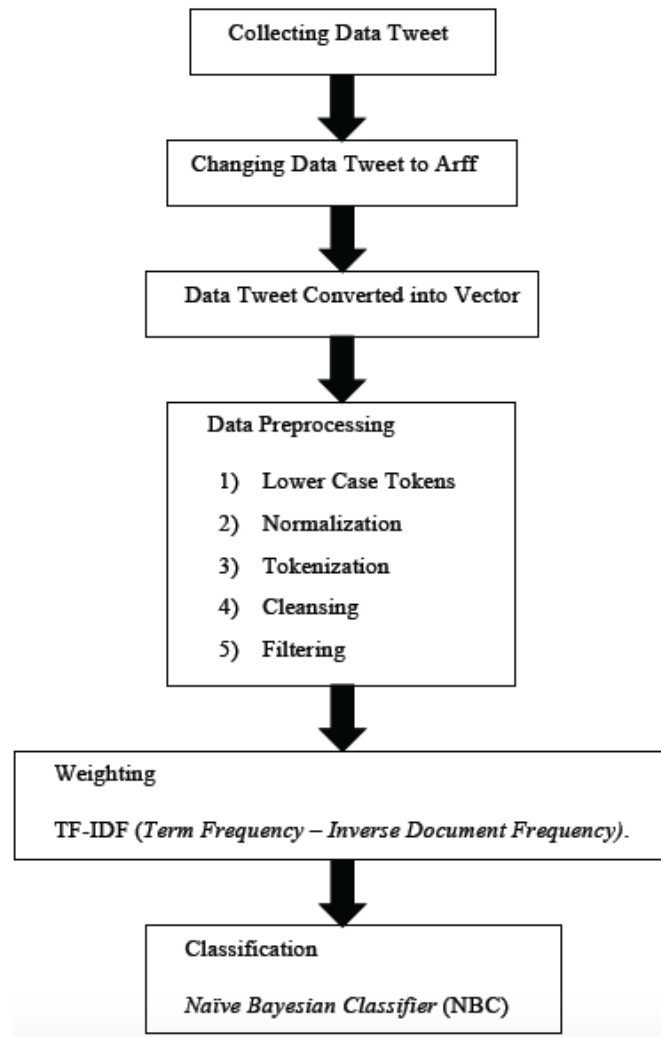 Collecting Data Tweet
Changing Data Tweet to Arff
Data Tweet Converted into Vector
Data Preprocessing
1) Lower Case Tokens
2) Normalization
3) Tokenization
4) Cleansing
5) Filtering
Weighting
TF-IDF (Term Frequency – Inverse Document Frequency).
Classification
Naïve Bayesian Classifier (NBC)